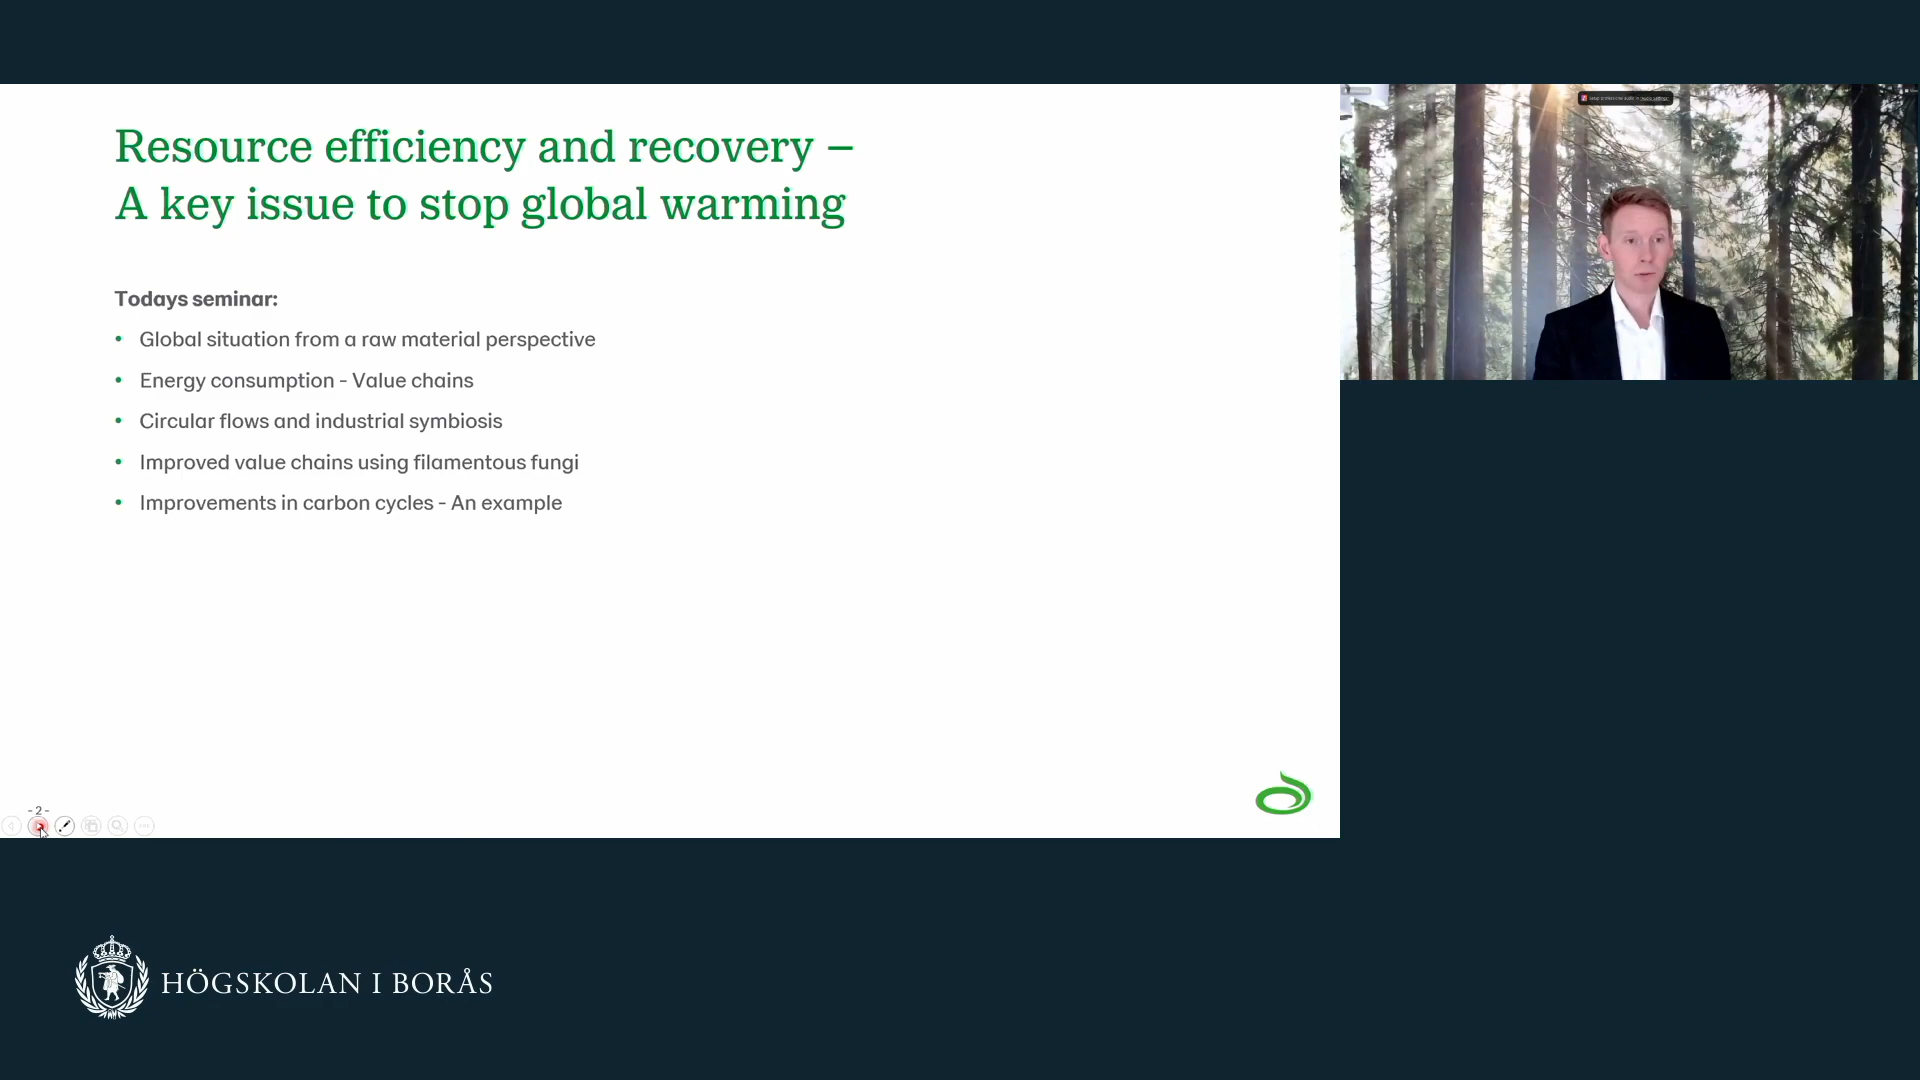 Resource efficiency and recovery –
A key issue to stop global warming
Todays seminar:
• Global situation from a raw material perspective
• Energy consumption - Value chains
• Circular flows and industrial symbiosis
• Improved value chains using filamentous fungi
• Improvements in carbon cycles - An example
- 2 -
HÖGSKOLAN I BORÅS